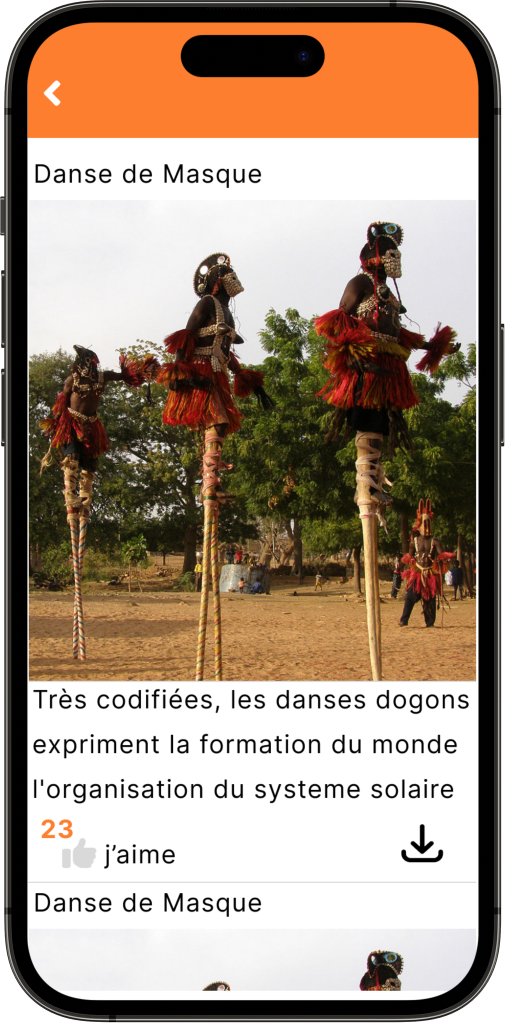 Danse de Masque
Très codifiées, les danses dogons
expriment la formation du monde
l'organisation du systeme solaire
23
j’aime
Danse de Masque